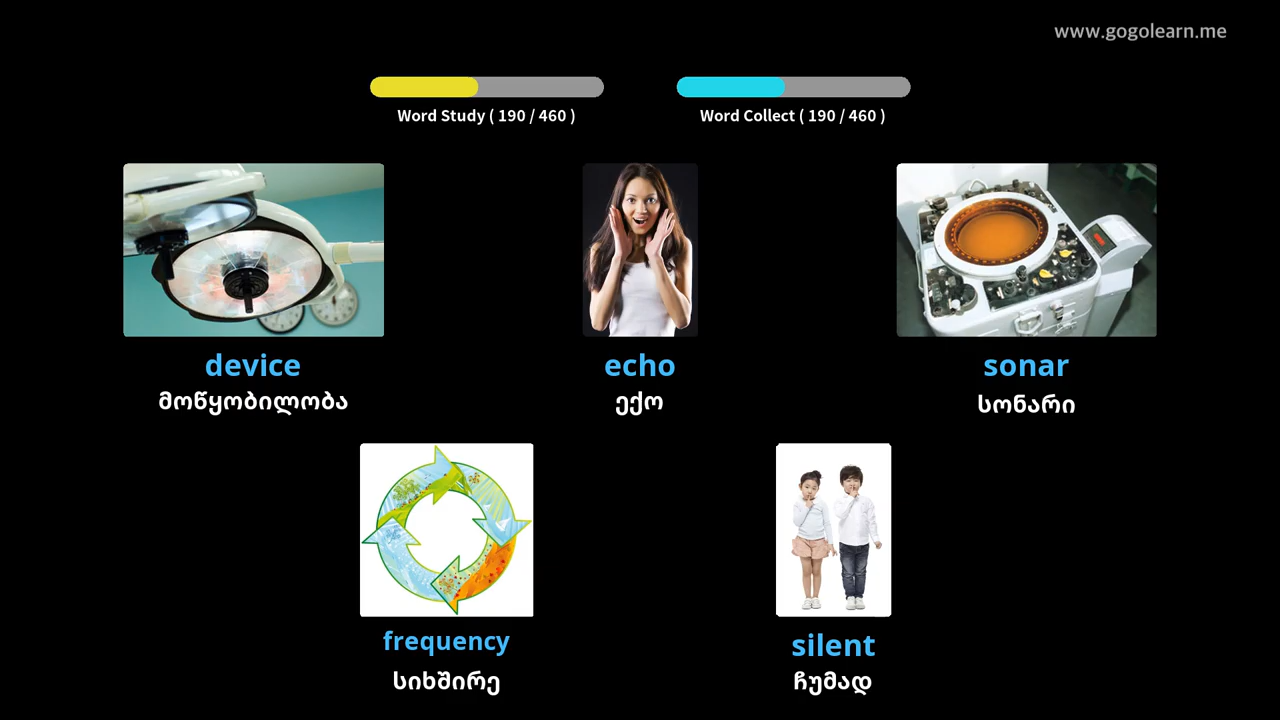 www.gogolearn.me
Word Study ( 190 / 460 )
Word Collect ( 190 / 460 )
device
მოწყობილობა
echo
ექო
sonar
სონარი
frequency
სიხშირე
silent
ჩუმად